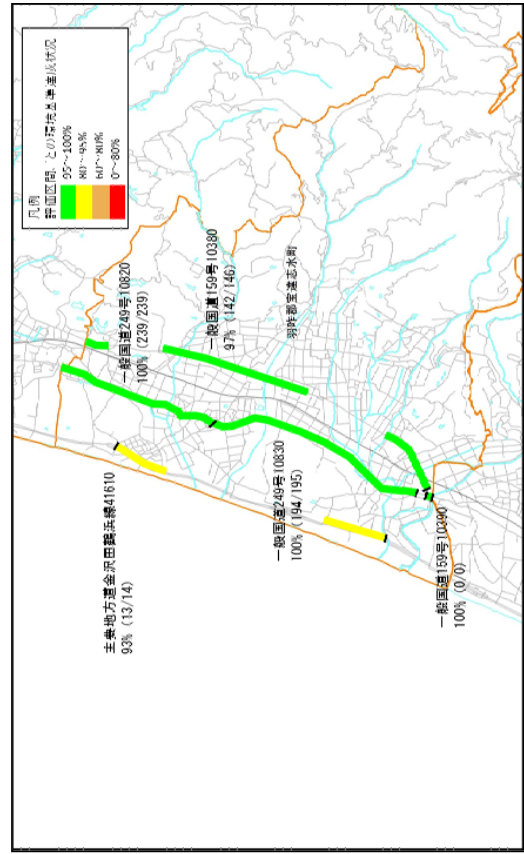 凡例
評価区間ごとの環境基準達成状況
95～100%
80～95%
60～80%
0～80%
一般国道249号10820
100% (239/239)
一般国道159号10380
97% (142/146)
羽咋郡宝達志水町
主要地方道金沢田鶴浜線41610
93% (13/14)
一般国道249号10830
100% (194/195)
一般国道159号10390
100% (0/0)